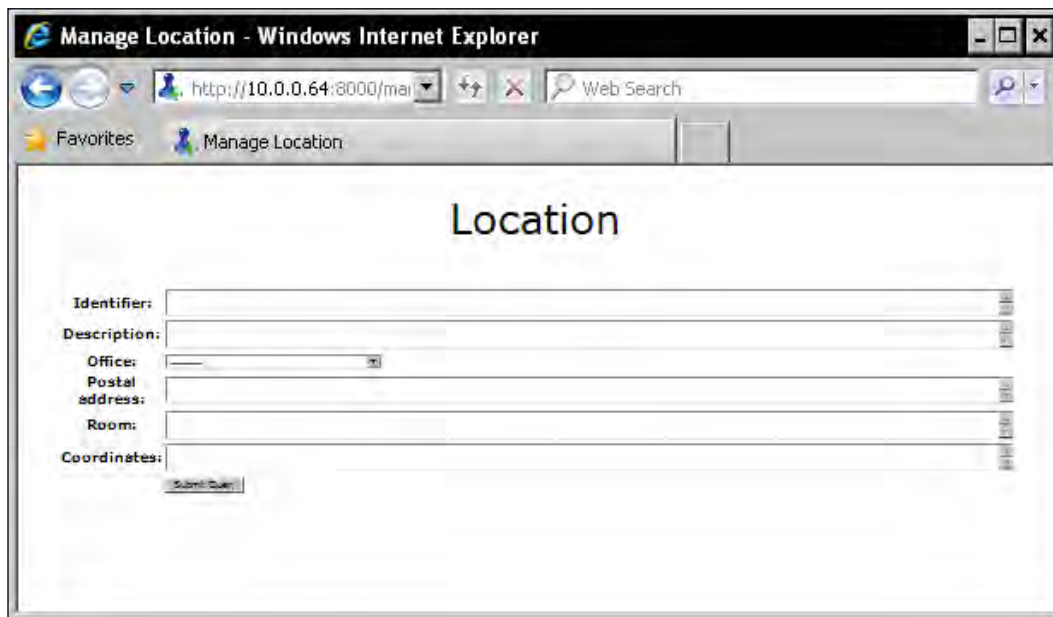 Manage Location - Windows Internet Explorer
http://10.0.0.64:8000/mai
Web Search
Favorites
Manage Location
Location
Identifier:
Description:
Office:
Postal
address:
Room:
Coordinates:
Submit Query